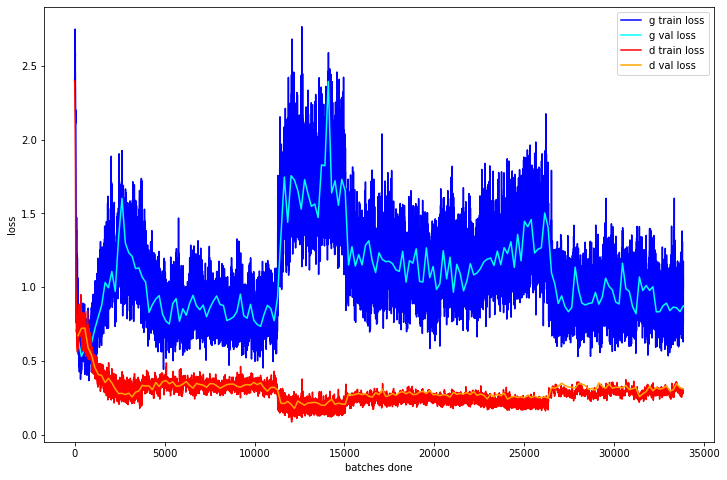 g train loss
g val loss
d train loss
d val loss
2.5
2.0
1.5
1.0
0.5
0.0
loss
0 5000 10000 15000 20000 25000 30000 35000
batches done